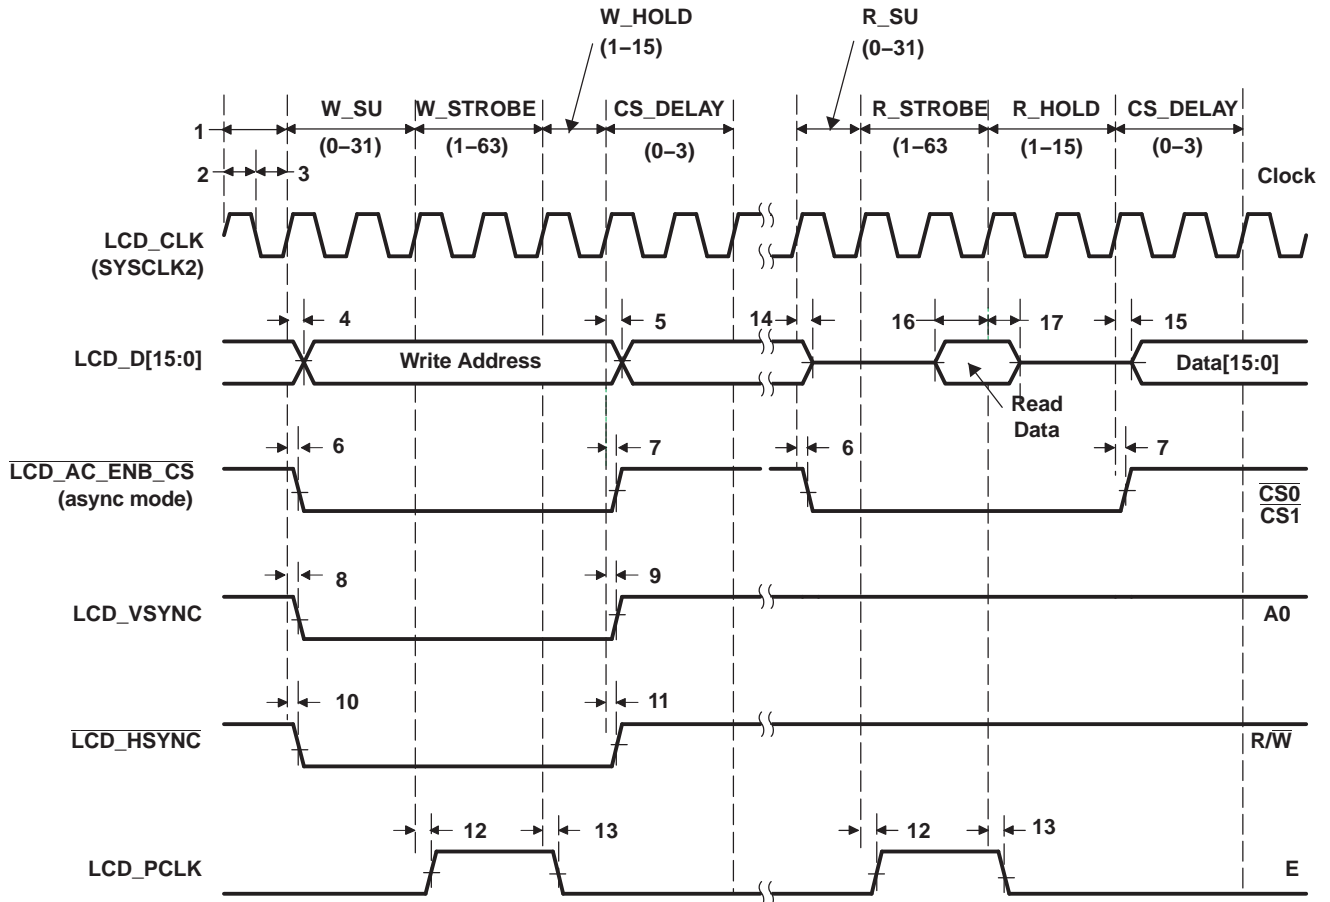 W_HOLD
(1–15)
R_SU
(0–31)
W_SU
(0–31)
W_STROBE
(1–63)
CS_DELAY
(0–3)
R_STROBE
(1–63
R_HOLD
(1–15)
CS_DELAY
(0–3)
1
2
3
Clock
LCD_CLK
(SYSCLK2)
4
5
14
16
17
15
LCD_D[15:0]
Write Address
Data[15:0]
Read
Data
6
7
6
7
LCD_AC_ENB_CS
(async mode)
CS0
CS1
8
9
LCD_VSYNC
A0
10
11
LCD_HSYNC
R/W
12
13
12
13
LCD_PCLK
E